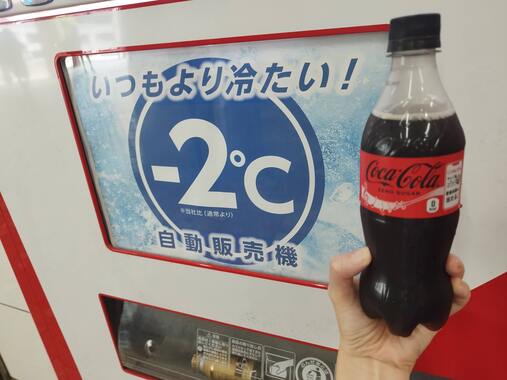 いつもより冷たい！
-2℃
※当社比（通常より）
自動販売機
Coca-Cola
ZERO SUGAR
0